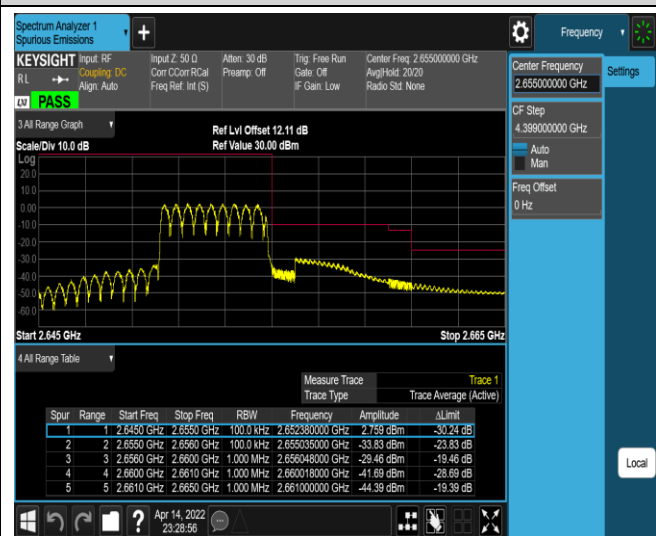 Spectrum Analyzer 1
Spurious Emissions
Frequency
KEYSIGHT Input: RF Input Z: 50 Ω Atten: 30 dB Trig: Free Run Center Freq: 2.655000000 GHz
RL Coupling: DC Corr CCorr RCal Preamp: Off Gate: Off Avg|Hold: 20/20
Align: Auto Freq Ref: Int (S) IF Gain: Low Radio Std: None
LXI PASS
Center Frequency
2.655000000 GHz
Settings
CF Step
4.399000000 GHz
Auto
Man
Freq Offset
0 Hz
3 All Range Graph
Ref Lvl Offset 12.11 dB
Scale/Div 10.0 dB Ref Value 30.00 dBm
Log
20.0
10.0
0.00
-10.0
-20.0
-30.0
-40.0
-50.0
-60.0
Start 2.645 GHz Stop 2.665 GHz
4 All Range Table
Measure Trace Trace 1
Trace Type Trace Average (Active)
Spur Range Start Freq Stop Freq RBW Frequency Amplitude ΔLimit
1 1 2.6450 GHz 2.6550 GHz 100.0 kHz 2.652380000 GHz 2.759 dBm -30.24 dB
2 2 2.6550 GHz 2.6560 GHz 100.0 kHz 2.655035000 GHz -33.83 dBm -23.83 dB
3 3 2.6560 GHz 2.6600 GHz 1.000 MHz 2.656048000 GHz -29.46 dBm -19.46 dB
4 4 2.6600 GHz 2.6610 GHz 1.000 MHz 2.660018000 GHz -41.69 dBm -28.69 dB
5 5 2.6610 GHz 2.6650 GHz 1.000 MHz 2.661000000 GHz -44.39 dBm -19.39 dB
Local
Apr 14, 2022
23:28:56